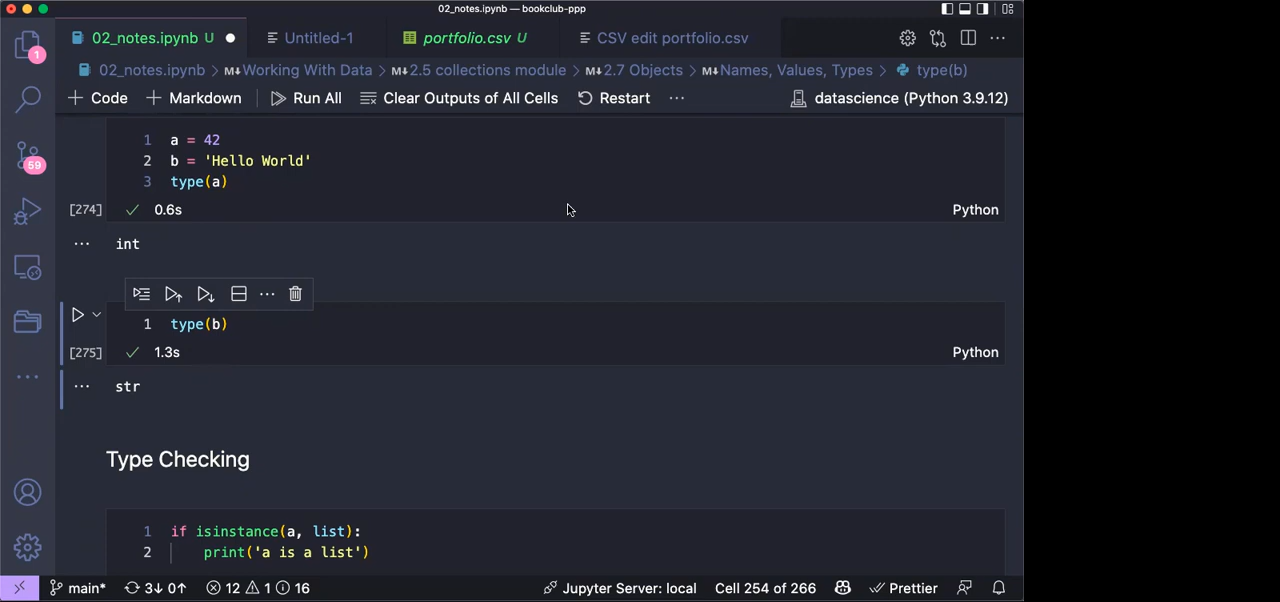 02_notes.ipynb — bookclub-ppp
02_notes.ipynb U ● Untitled-1 portfolio.csv U CSV edit portfolio.csv
02_notes.ipynb > M↓Working With Data > M↓2.5 collections module > M↓2.7 Objects > M↓Names, Values, Types > type(b)
+ Code + Markdown Run All Clear Outputs of All Cells Restart ··· datascience (Python 3.9.12)
1
59
1 a = 42
2 b = 'Hello World'
3 type(a)
[274] ✓ 0.6s Python
··· int
1 type(b)
[275] ✓ 1.3s Python
··· str
Type Checking
1 if isinstance(a, list):
2 print('a is a list')
main* 3↓ 0↑ 12 1 16 Jupyter Server: local Cell 254 of 266 Prettier